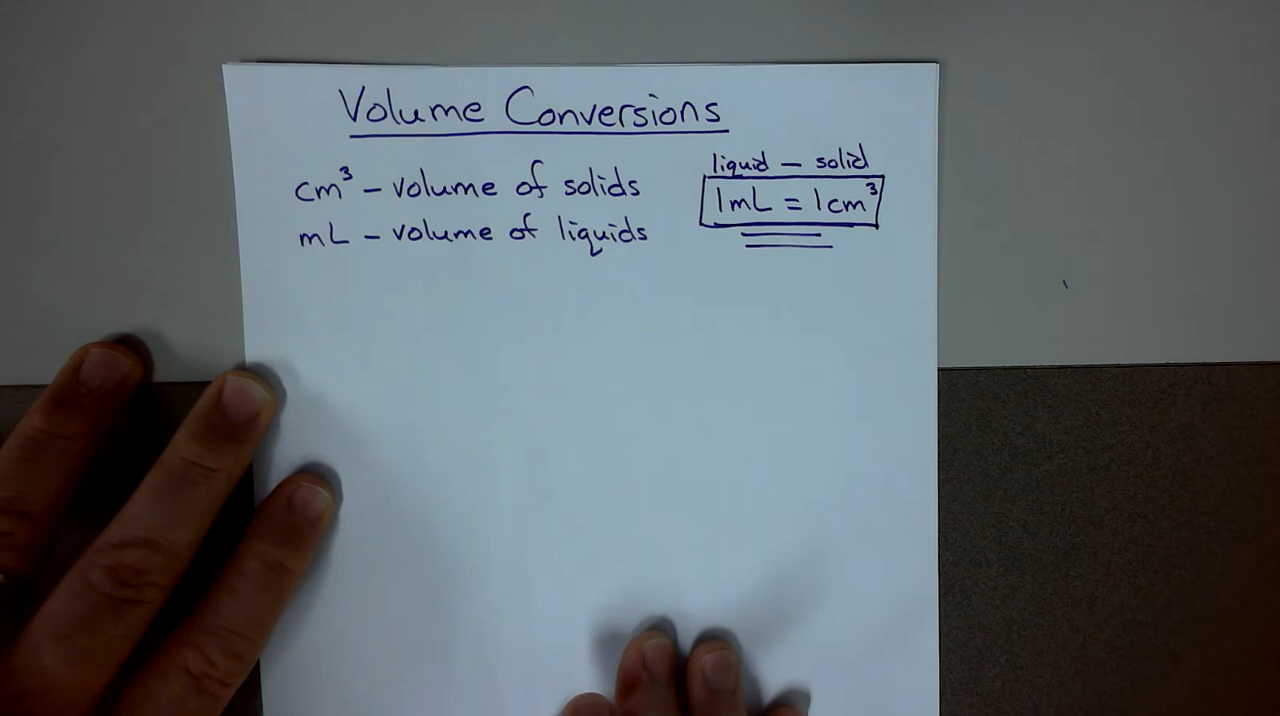 Volume Conversions
cm³ – volume of solids
mL – volume of liquids
liquid – solid
1mL = 1cm³